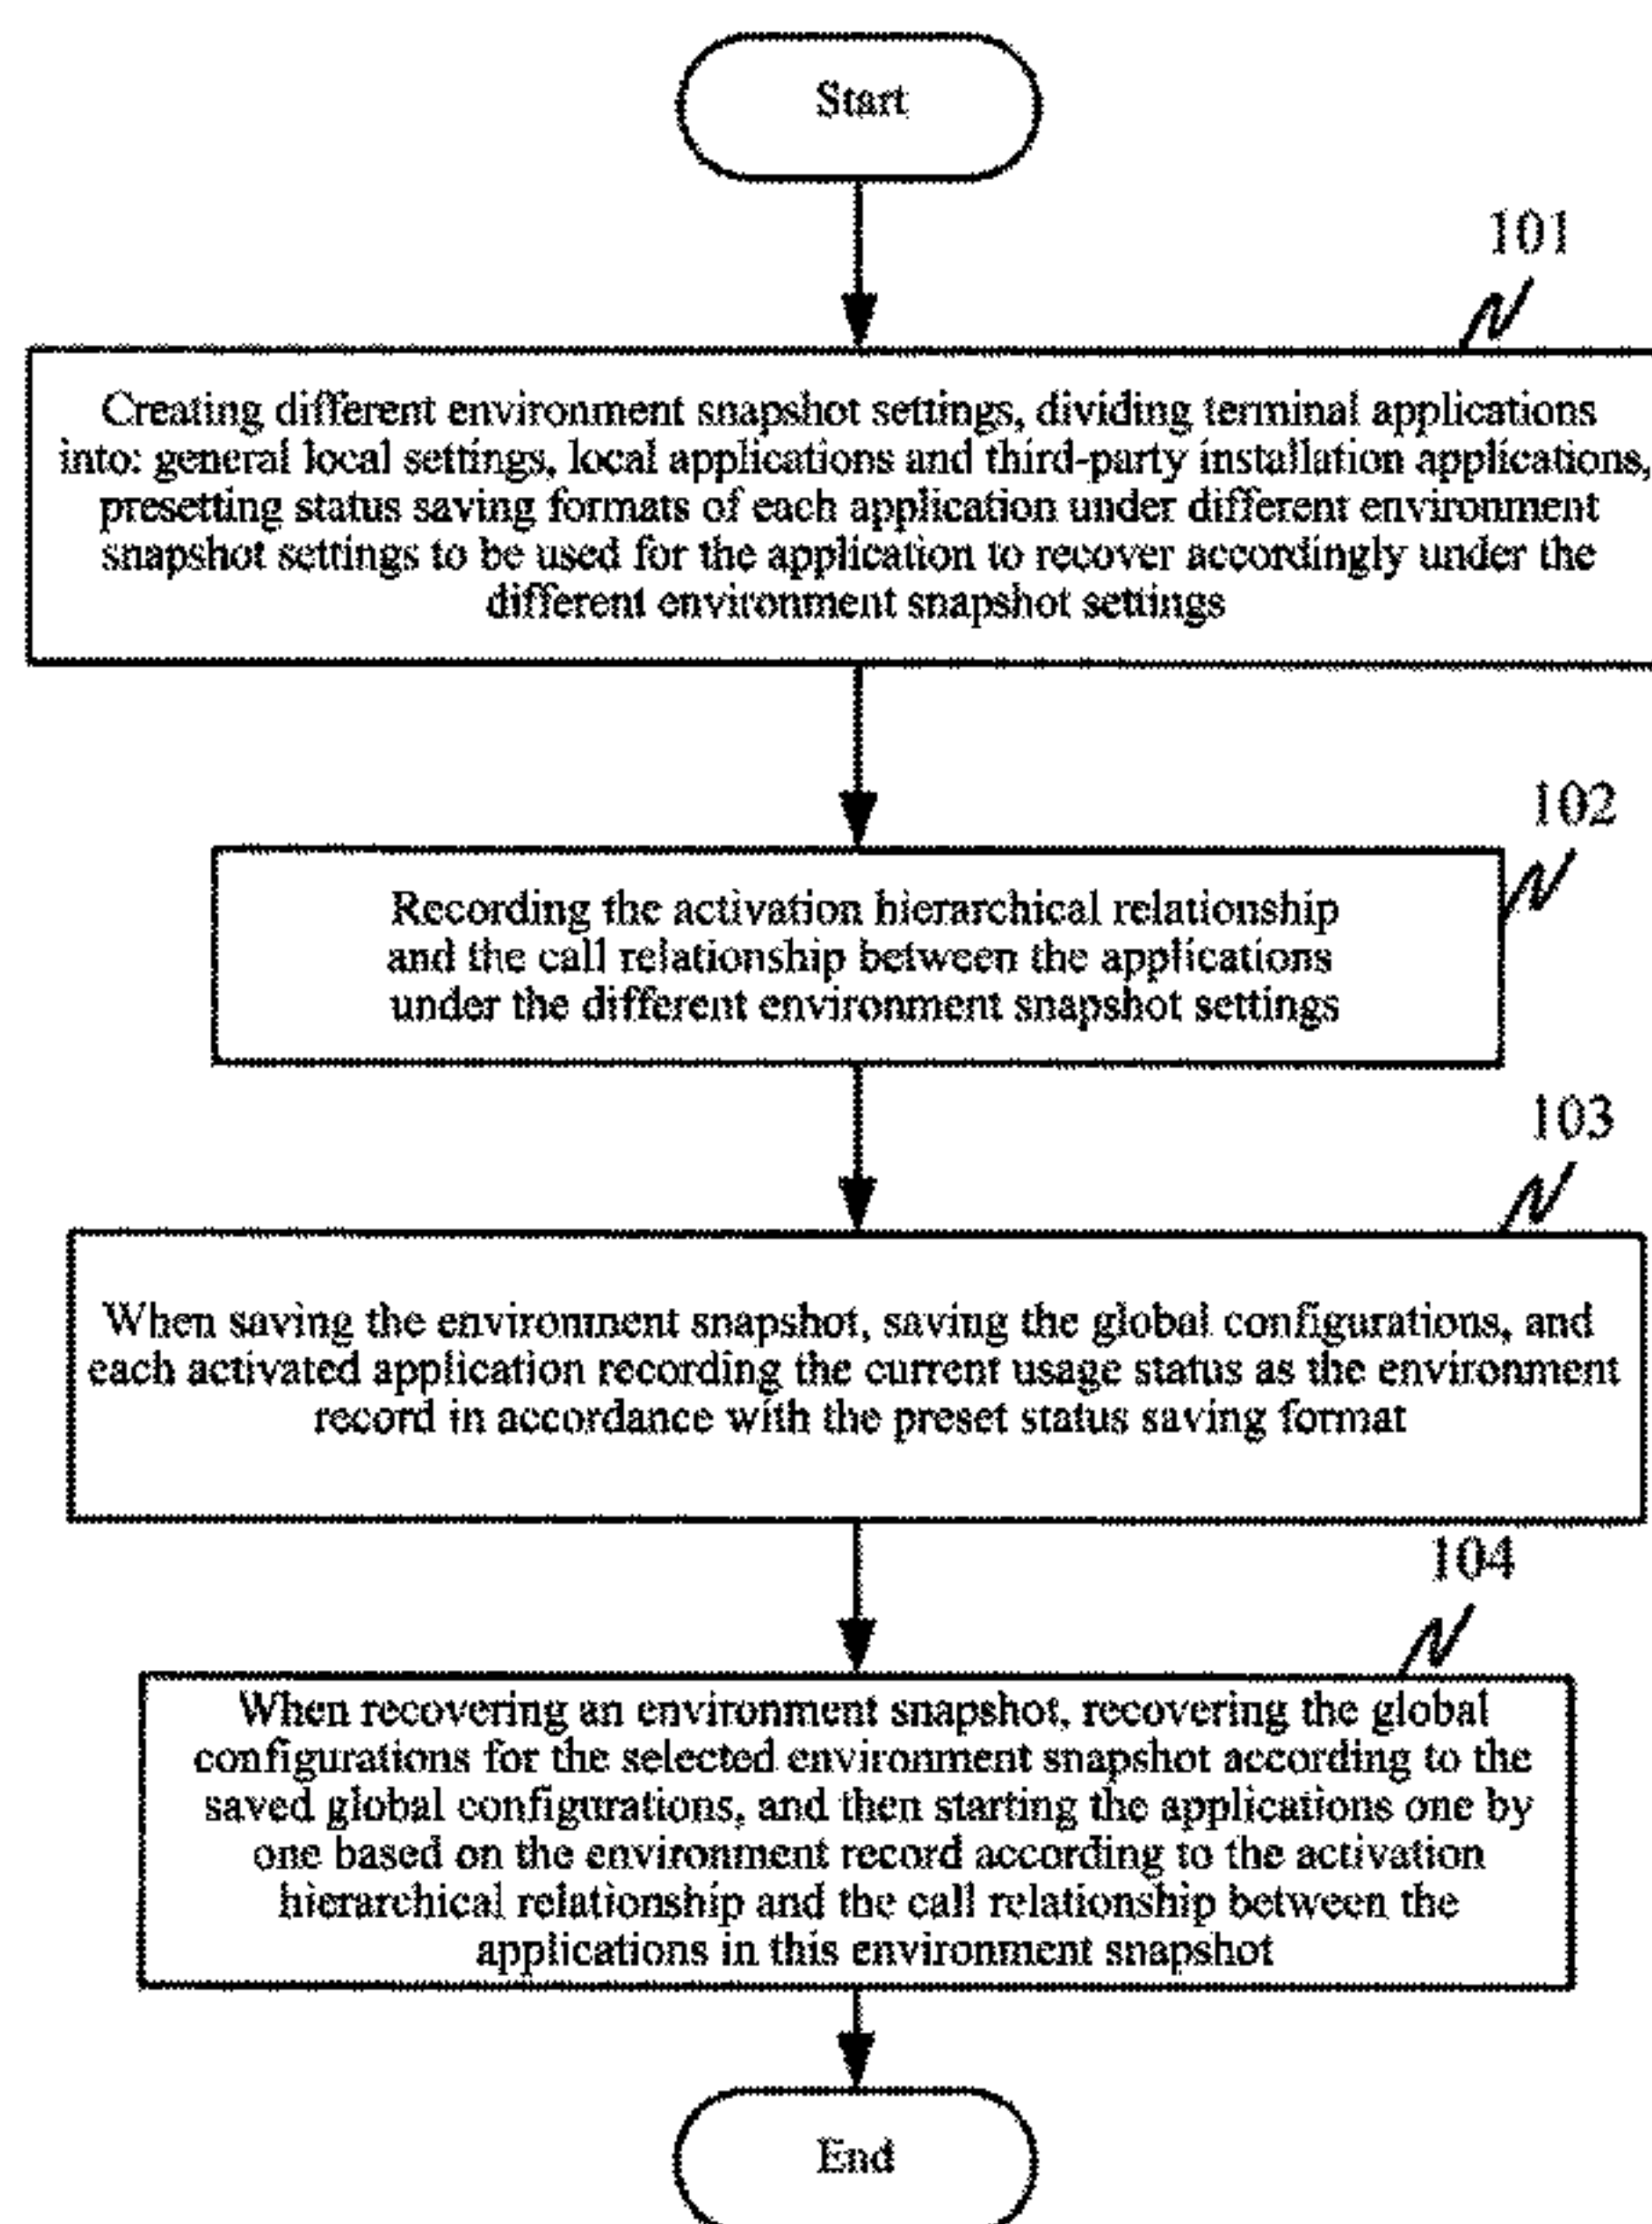 Start
101
Creating different environment snapshot settings, dividing terminal applications
into: general local settings, local applications and third-party installation applications,
presetting status saving formats of each application under different environment
snapshot settings to be used for the application to recover accordingly under the
different environment snapshot settings
102
Recording the activation hierarchical relationship
and the call relationship between the applications
under the different environment snapshot settings
103
When saving the environment snapshot, saving the global configurations, and
each activated application recording the current usage status as the environment
record in accordance with the preset status saving format
104
When recovering an environment snapshot, recovering the global
configurations for the selected environment snapshot according to the
saved global configurations, and then starting the applications one by
one based on the environment record according to the activation
hierarchical relationship and the call relationship between the
applications in this environment snapshot
End